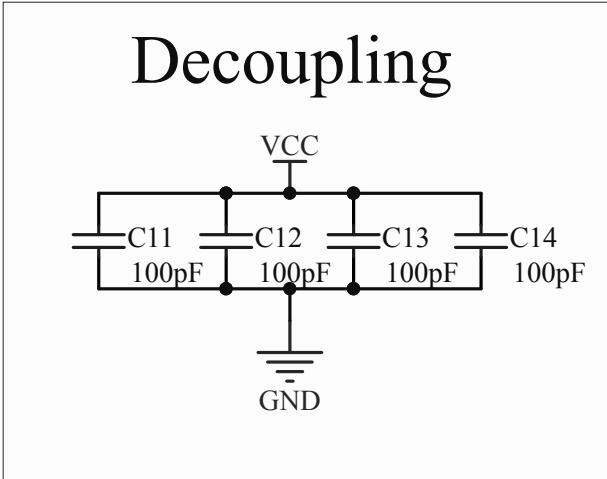 Decoupling
VCC
C11 C12 C13 C14
100pF 100pF 100pF 100pF
GND